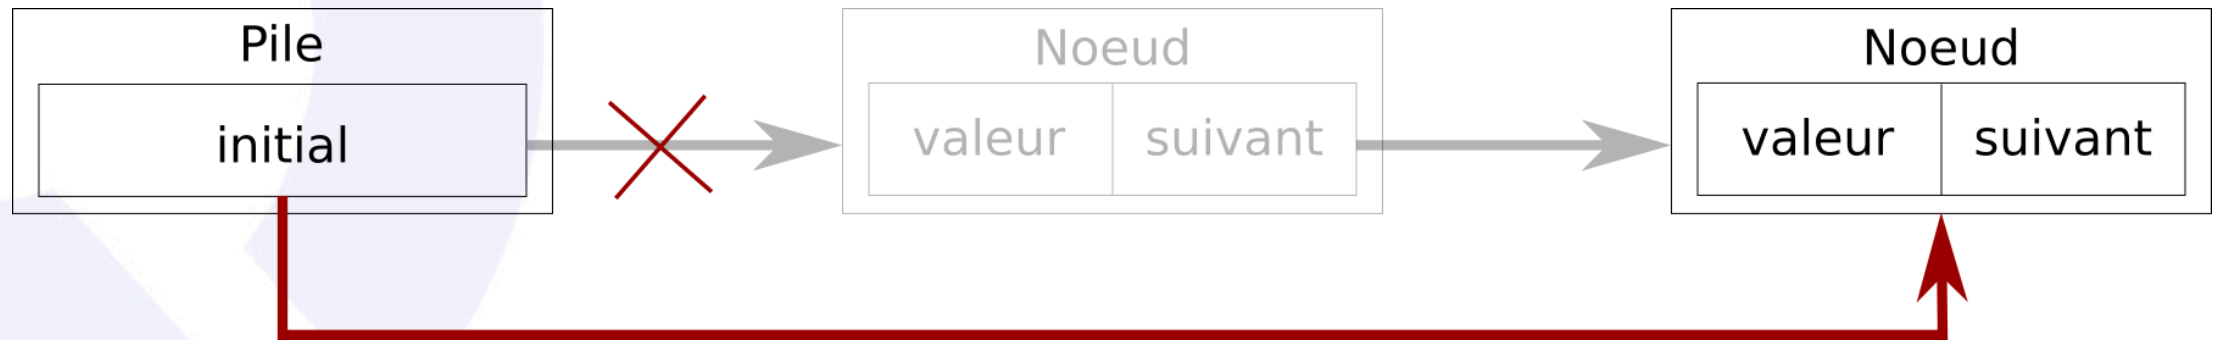 Pile
initial
Noeud
valeur suivant
Noeud
valeur suivant